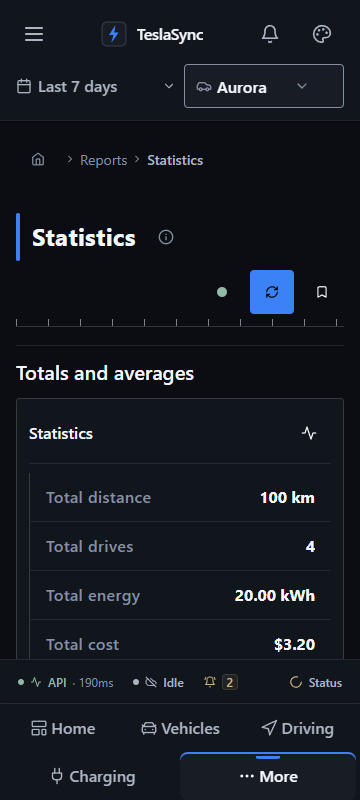 TeslaSync
Last 7 days Aurora
Reports Statistics
Statistics
Totals and averages
Statistics
Total distance 100 km
Total drives 4
Total energy 20.00 kWh
Total cost $3.20
API · 190ms Idle 2 Status
Home Vehicles Driving
Charging More